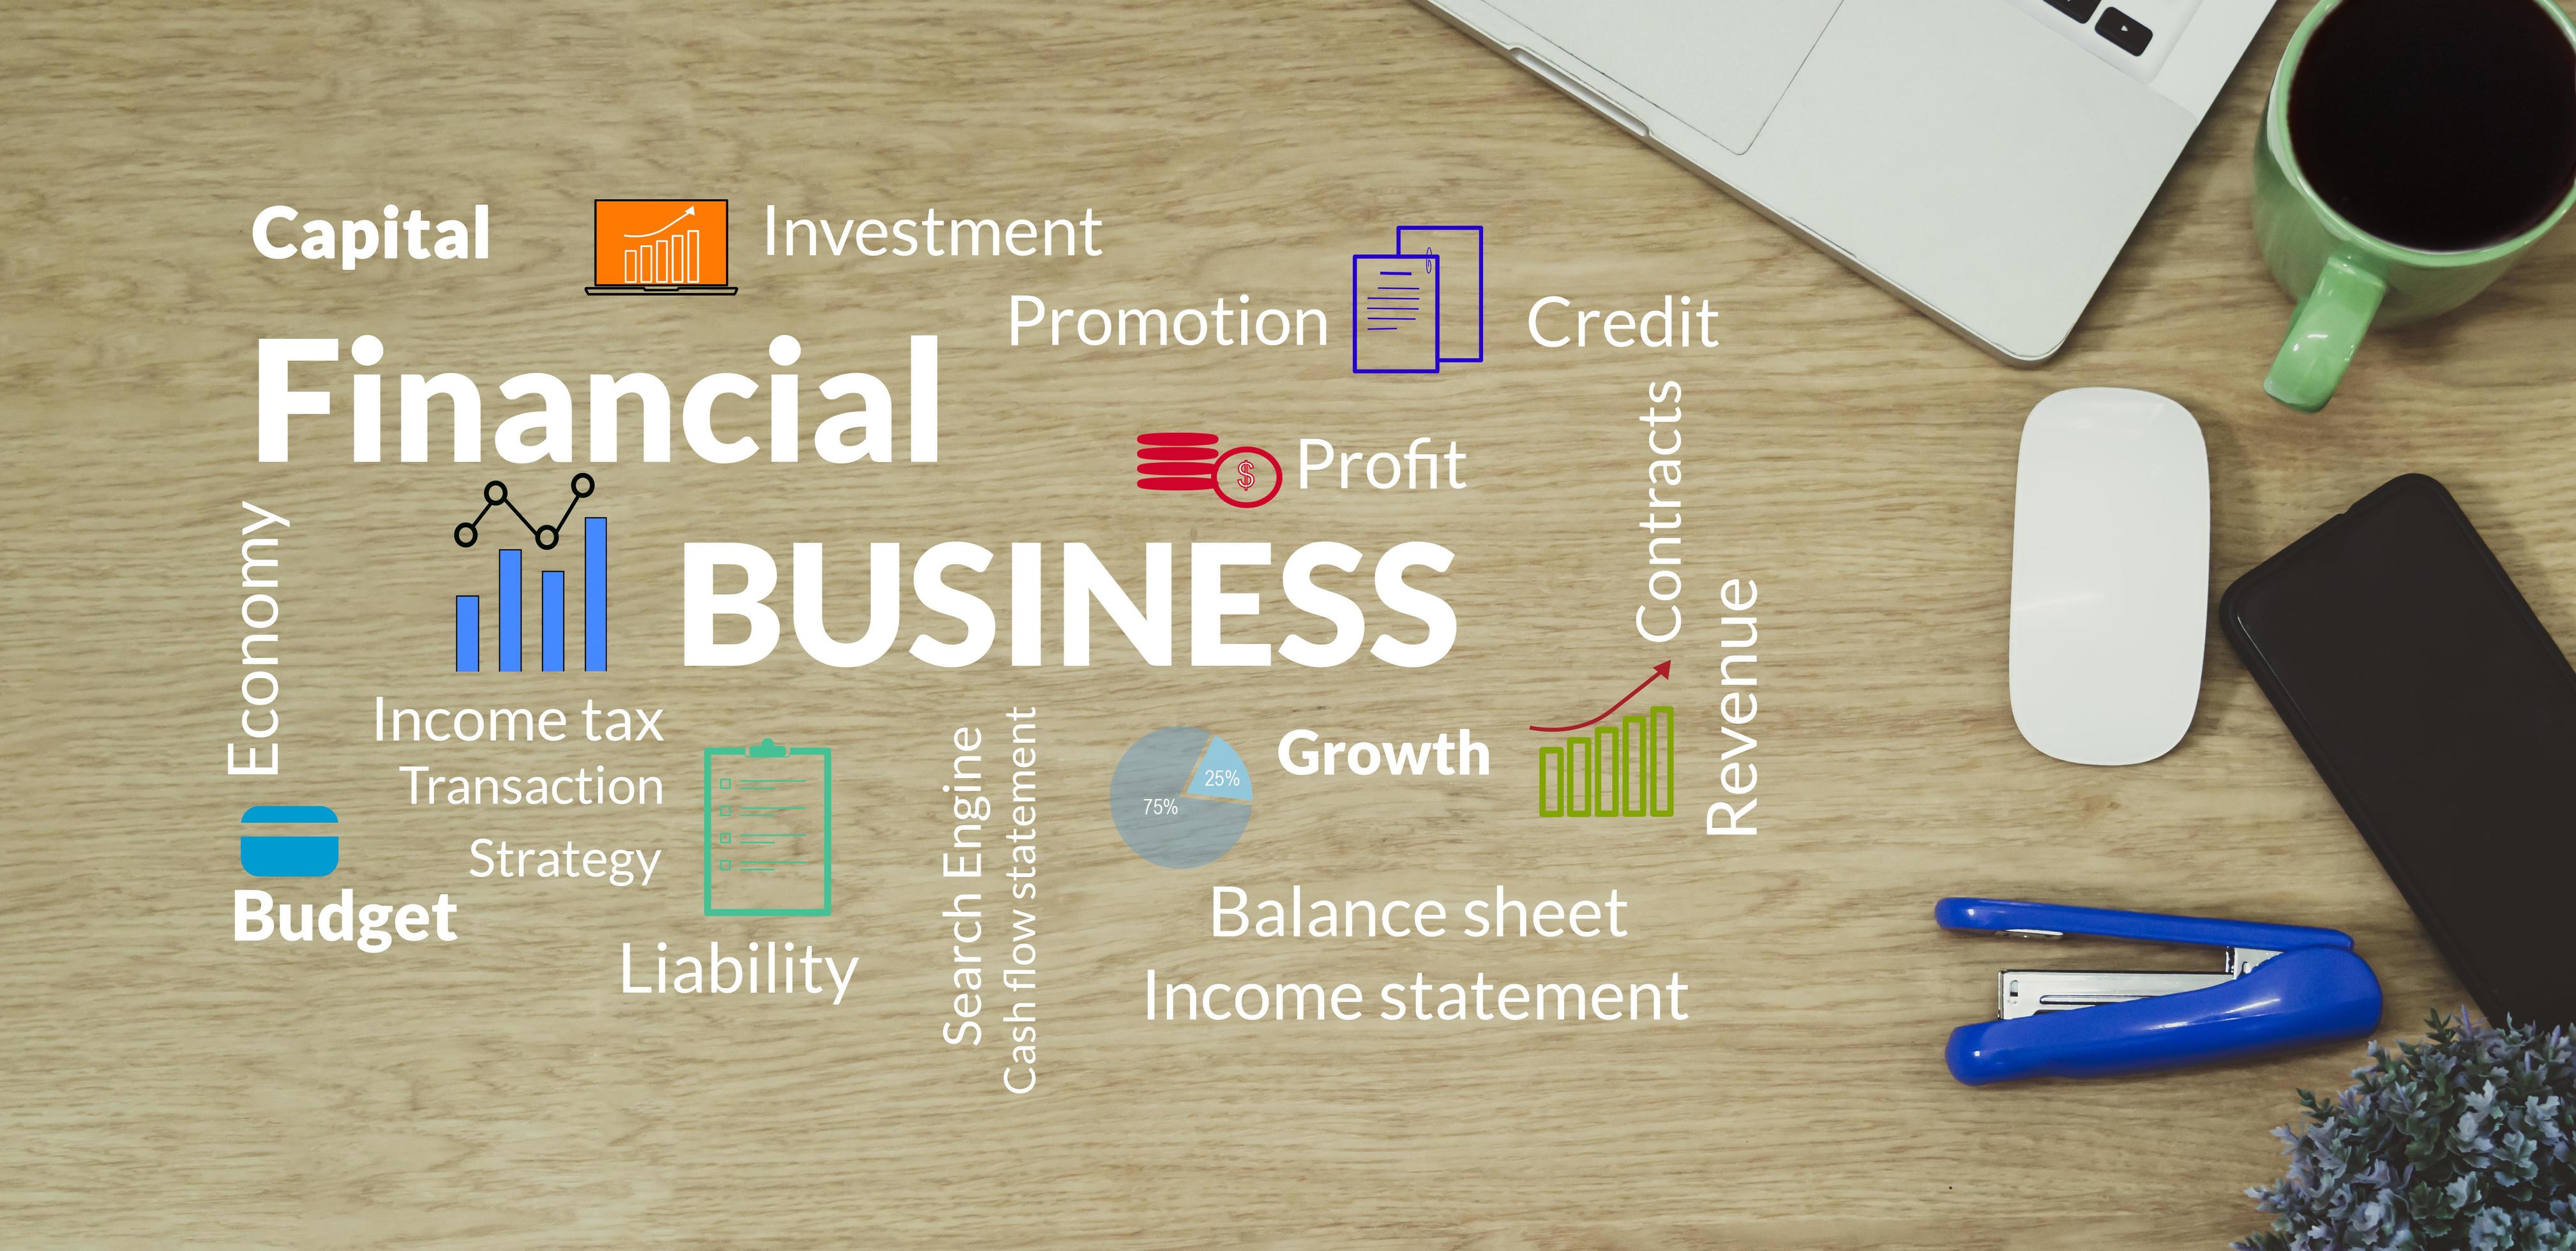 Capital
Investment
Promotion
Credit
Financial
Contracts
$ Profit
Economy
BUSINESS
Revenue
Income tax
Transaction
Strategy
Budget
Liability
Search Engine
Cash flow statement
25%
75%
Growth
Balance sheet
Income statement